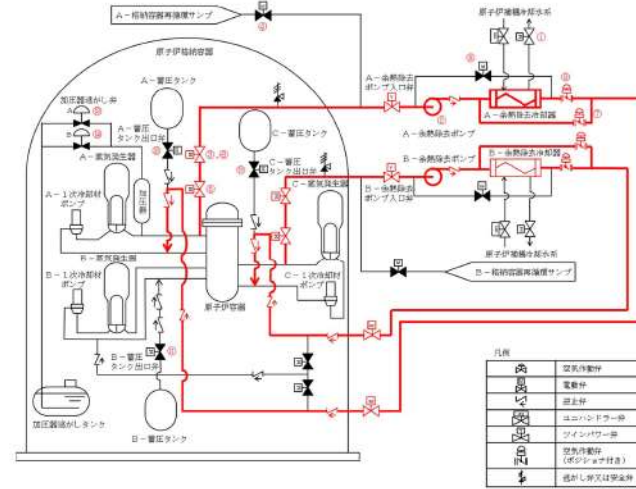 A－格納容器再循環サンプ
原子炉補機冷却水系
原子炉格納容器
A－蓄圧タンク
加圧器逃がし弁
A－蓄圧
タンク出口弁
C－蓄圧タンク
A－余熱除去
ポンプ入口弁
A－余熱除去冷却器
A－余熱除去ポンプ
A－蒸気発生器
C－蓄圧
タンク出口弁
C－蒸気発生器
B－余熱除去ポンプ
B－余熱除去冷却器
B－余熱除去
ポンプ入口弁
加圧器
A－1次冷却材
ポンプ
B－蒸気発生器
原子炉補機冷却水系
B－格納容器再循環サンプ
B－1次冷却材
ポンプ
原子炉容器
C－1次冷却材
ポンプ
B－蓄圧
タンク出口弁
加圧器逃がしタンク
B－蓄圧タンク
凡例
空気作動弁
電動弁
逆止弁
ユニハンドラー弁
ツインパワー弁
空気作動弁
(ポジショナ付き)
逃がし弁又は安全弁